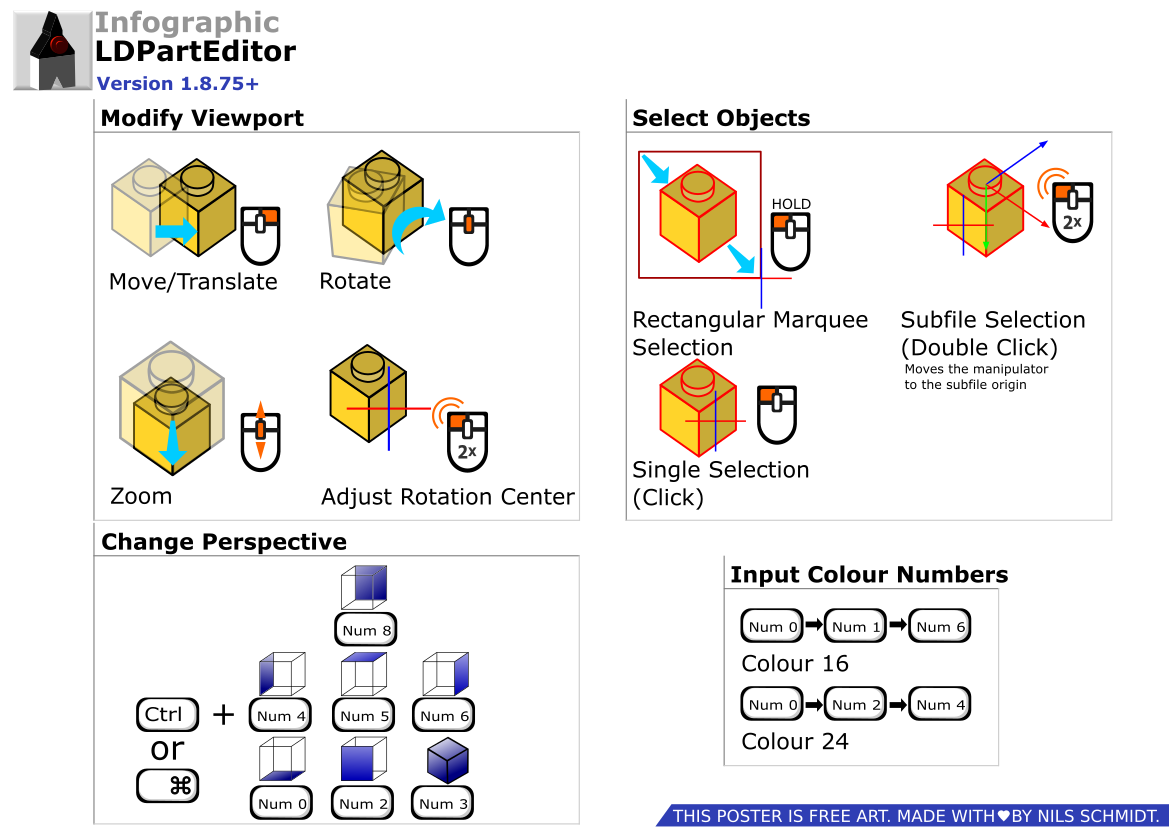 Infographic
LDPartEditor
Version 1.8.75+
Modify Viewport
Move/Translate
Rotate
Zoom
2x
Adjust Rotation Center
Select Objects
HOLD
2x
Rectangular Marquee
Selection
Subfile Selection
(Double Click)
Moves the manipulator
to the subfile origin
Single Selection
(Click)
Change Perspective
Num 8
Ctrl + Num 4 Num 5 Num 6
or
⌘ Num 0 Num 2 Num 3
Input Colour Numbers
Num 0 Num 1 Num 6
Colour 16
Num 0 Num 2 Num 4
Colour 24
THIS POSTER IS FREE ART. MADE WITH♥BY NILS SCHMIDT.